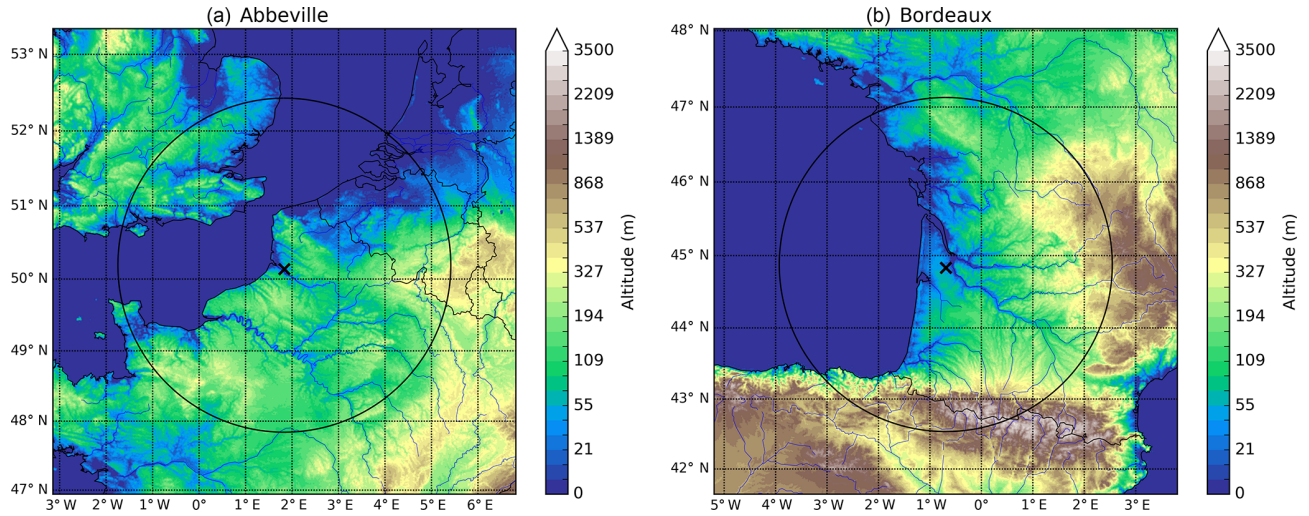 (a) Abbeville
53° N
52° N
51° N
50° N
49° N
48° N
47° N
3° W 2° W 1° W 0° 1° E 2° E 3° E 4° E 5° E 6° E
3500
2209
1389
868
537
327
194
109
55
21
0
Altitude (m)
(b) Bordeaux
48° N
47° N
46° N
45° N
44° N
43° N
42° N
5° W 4° W 3° W 2° W 1° W 0° 1° E 2° E 3° E
3500
2209
1389
868
537
327
194
109
55
21
0
Altitude (m)